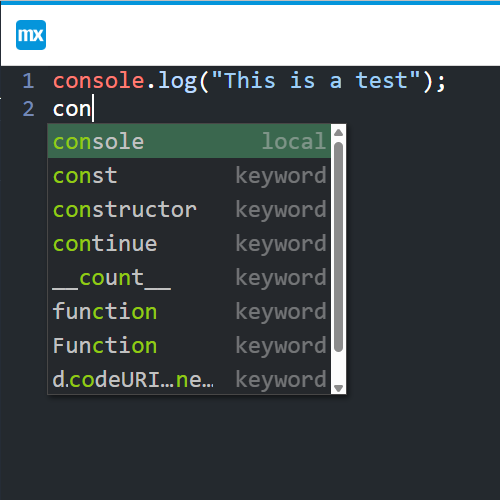 mx
1 console.log("This is a test");
2 con
console local
const keyword
constructor keyword
continue keyword
__count__ keyword
function keyword
Function keyword
d.codeURI…ne… keyword